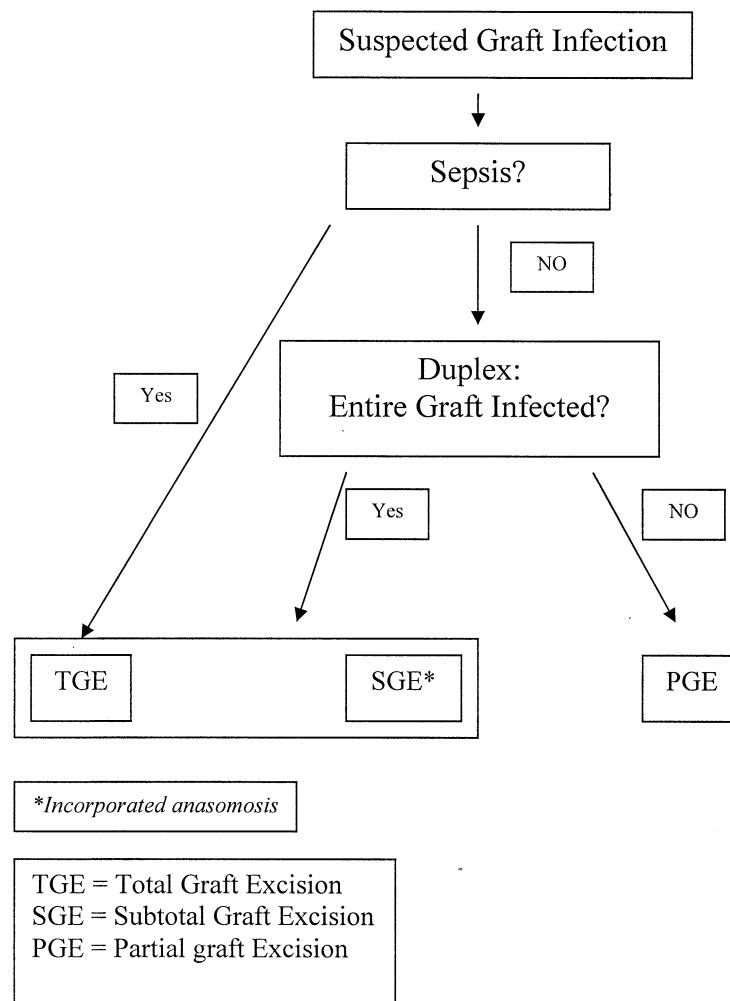 Suspected Graft Infection
Sepsis?
NO
Duplex:
Entire Graft Infected?
Yes
Yes
NO
TGE
SGE*
PGE
*Incorporated anasomosis
TGE = Total Graft Excision
SGE = Subtotal Graft Excision
PGE = Partial graft Excision